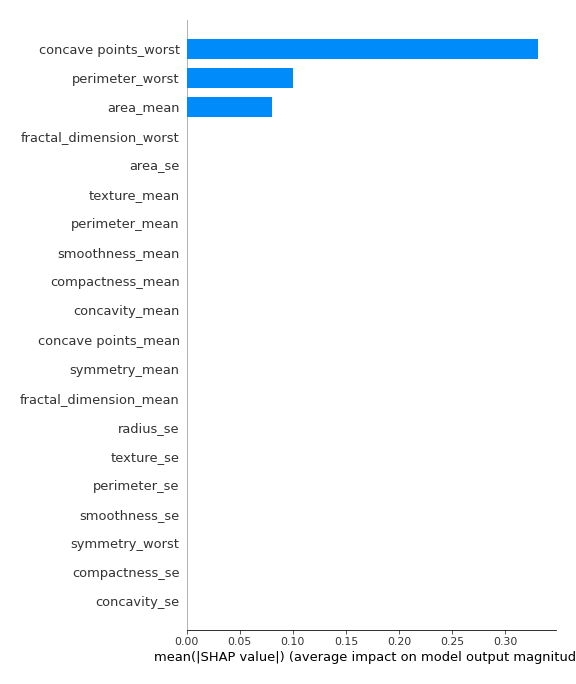 concave points_worst
perimeter_worst
area_mean
fractal_dimension_worst
area_se
texture_mean
perimeter_mean
smoothness_mean
compactness_mean
concavity_mean
concave points_mean
symmetry_mean
fractal_dimension_mean
radius_se
texture_se
perimeter_se
smoothness_se
symmetry_worst
compactness_se
concavity_se
0.00 0.05 0.10 0.15 0.20 0.25 0.30
mean(|SHAP value|) (average impact on model output magnitud